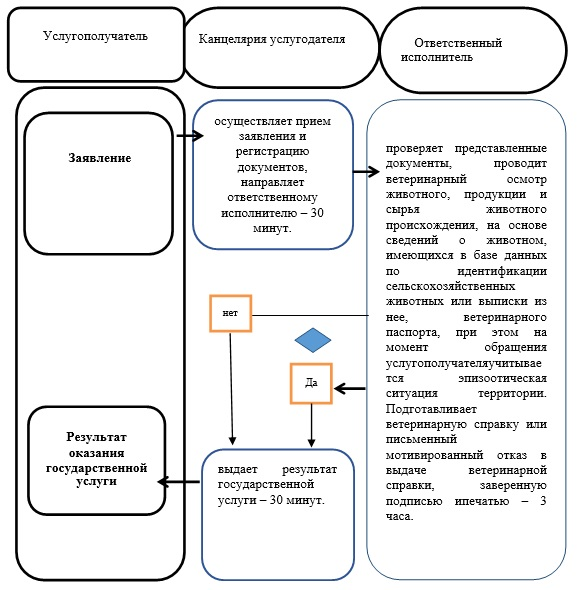 Услугополучатель
Канцелярия услугодателя
Ответственный
исполнитель
Заявление
осуществляет прием
заявления и
регистрацию
документов,
направляет
ответственному
исполнителю – 30
минут.
проверяет представленные
документы, проводит
ветеринарный осмотр
животного, продукции и
сырья животного
происхождения, на основе
сведений о животном,
имеющихся в базе данных
по идентификации
сельскохозяйственных
животных или выписки из
нее, ветеринарного
паспорта, при этом на
момент обращения
услугополучателяучитывае
тся эпизоотическая
ситуация территории.
Подготавливает
ветеринарную справку или
письменный
мотивированный отказ в
выдаче ветеринарной
справки, заверенную
подписью ипечатью – 3
часа.
нет
Да
Результат
оказания
государственной
услуги
выдает результат
государственной
услуги – 30 минут.